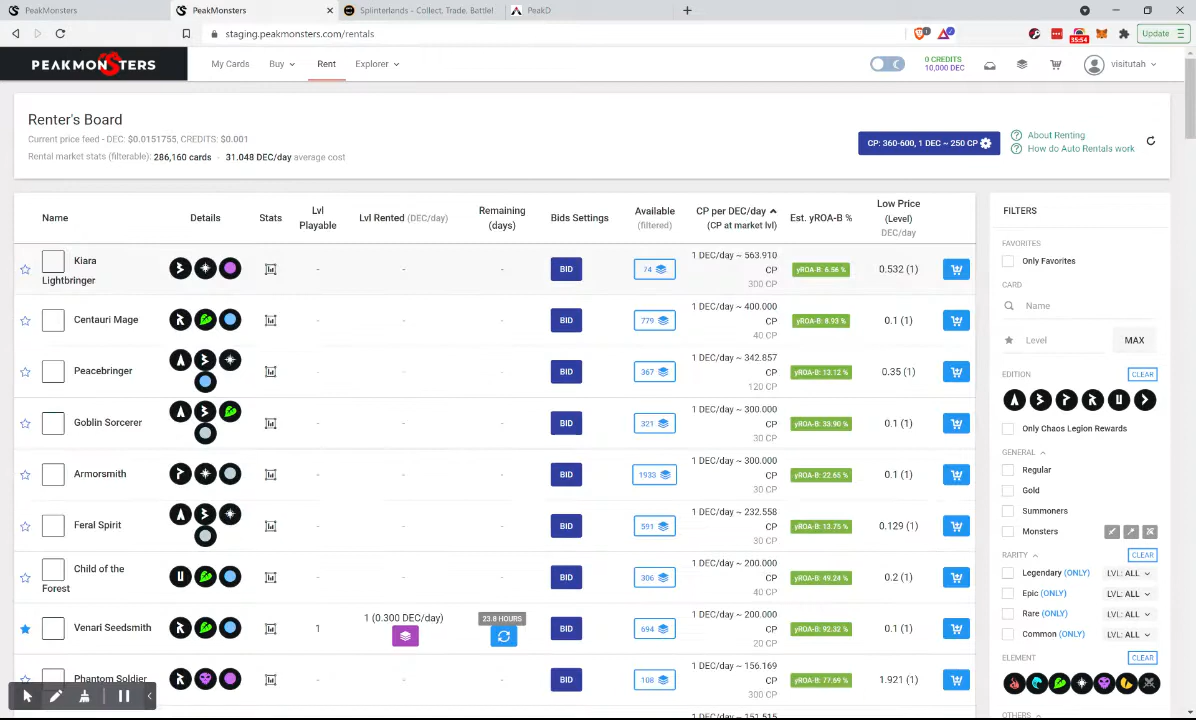 PeakMonsters
PeakMonsters
Splinterlands - Collect, Trade, Battle!
PeakD
staging.peakmonsters.com/rentals
35:54
Update
PEAKMONSTERS
My Cards
Buy
Rent
Explorer
0 CREDITS
10,000 DEC
visitutah
Renter's Board
Current price feed - DEC: $0.0151755, CREDITS: $0.001
Rental market stats (filterable): 286,160 cards · 31.048 DEC/day average cost
CP: 360-600, 1 DEC ~ 250 CP
About Renting
How do Auto Rentals work
Name
Details
Stats
Lvl Playable
Lvl Rented (DEC/day)
Remaining (days)
Bids Settings
Available (filtered)
CP per DEC/day (CP at market lvl)
Est. yROA-B %
Low Price (Level) DEC/day
Kiara Lightbringer - - - BID 74 1 DEC/day ~ 563.910 CP 300 CP yROA-B: 6.56 % 0.532 (1)
Centauri Mage - - - BID 779 1 DEC/day ~ 400.000 CP 40 CP yROA-B: 8.93 % 0.1 (1)
Peacebringer - - - BID 367 1 DEC/day ~ 342.857 CP 120 CP yROA-B: 13.12 % 0.35 (1)
Goblin Sorcerer - - - BID 321 1 DEC/day ~ 300.000 CP 30 CP yROA-B: 33.90 % 0.1 (1)
Armorsmith - - - BID 1933 1 DEC/day ~ 300.000 CP 30 CP yROA-B: 22.65 % 0.1 (1)
Feral Spirit - - - BID 591 1 DEC/day ~ 232.558 CP 30 CP yROA-B: 13.75 % 0.129 (1)
Child of the Forest - - - BID 306 1 DEC/day ~ 200.000 CP 40 CP yROA-B: 49.24 % 0.2 (1)
Venari Seedsmith 1 1 (0.300 DEC/day) 23.8 HOURS BID 694 1 DEC/day ~ 200.000 CP 20 CP yROA-B: 92.32 % 0.1 (1)
Phantom Soldier - - - BID 108 1 DEC/day ~ 156.169 CP 300 CP yROA-B: 77.69 % 1.921 (1)
1 DEC/day ~ 151.515
FILTERS
FAVORITES
Only Favorites
CARD
Name
Level
MAX
EDITION
CLEAR
Only Chaos Legion Rewards
GENERAL
Regular
Gold
Summoners
Monsters
RARITY
CLEAR
Legendary (ONLY) LVL: ALL
Epic (ONLY) LVL: ALL
Rare (ONLY) LVL: ALL
Common (ONLY) LVL: ALL
ELEMENT
CLEAR
OTHERS